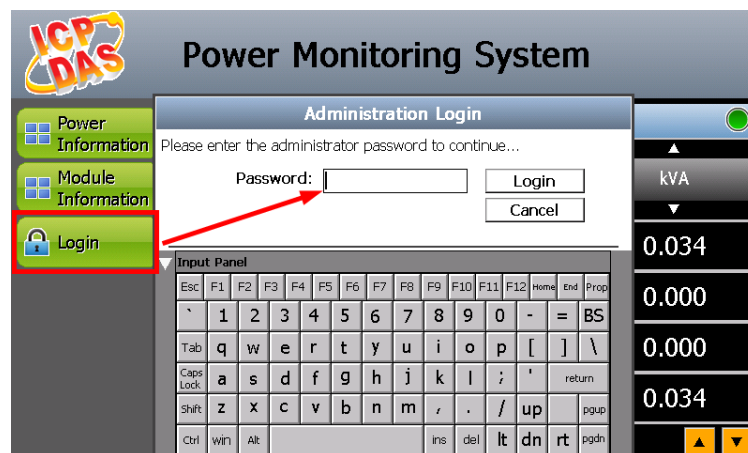 ICP
DAS
Power Monitoring System
Power
Information
Module
Information
Login
Administration Login
Please enter the administrator password to continue...
Password:
Login
Cancel
kVA
0.034
0.000
0.000
0.034
Input Panel
Esc F1 F2 F3 F4 F5 F6 F7 F8 F9 F10 F11 F12 Home End Prop
` 1 2 3 4 5 6 7 8 9 0 - = BS
Tab q w e r t y u i o p [ ] \
Caps Lock a s d f g h j k l ; ' return
Shift z x c v b n m , . / up pgup
Ctrl win Alt ins del lt dn rt pgdn